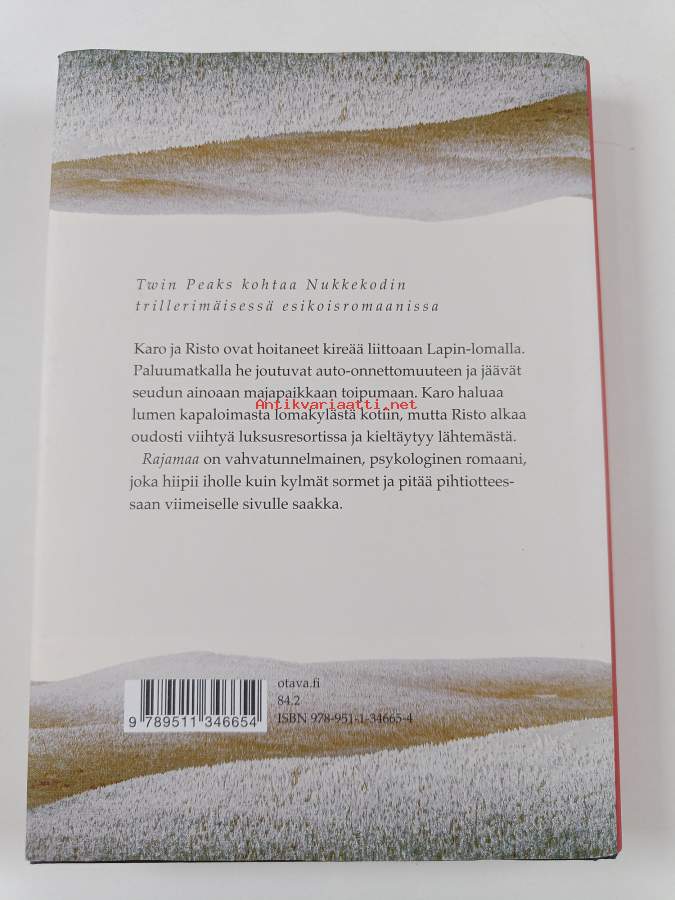 Twin Peaks kohtaa Nukkekodin
trillerimäisessä esikoisromaanissa
Karo ja Risto ovat hoitaneet kireää liittoaan Lapin-lomalla.
Paluumatkalla he joutuvat auto-onnettomuuteen ja jäävät
seudun ainoaan majapaikkaan toipumaan. Karo haluaa
Antikvariaatti.net
lumen kapaloimasta lomakylästä kotiin, mutta Risto alkaa
oudosti viihtyä luksusresortissa ja kieltäytyy lähtemästä.
Rajamaa on vahvatunnelmainen, psykologinen romaani,
joka hiipii iholle kuin kylmät sormet ja pitää pihtiottees-
saan viimeiselle sivulle saakka.
otava.fi
84.2
ISBN 978-951-1-34665-4
9 789511 346654